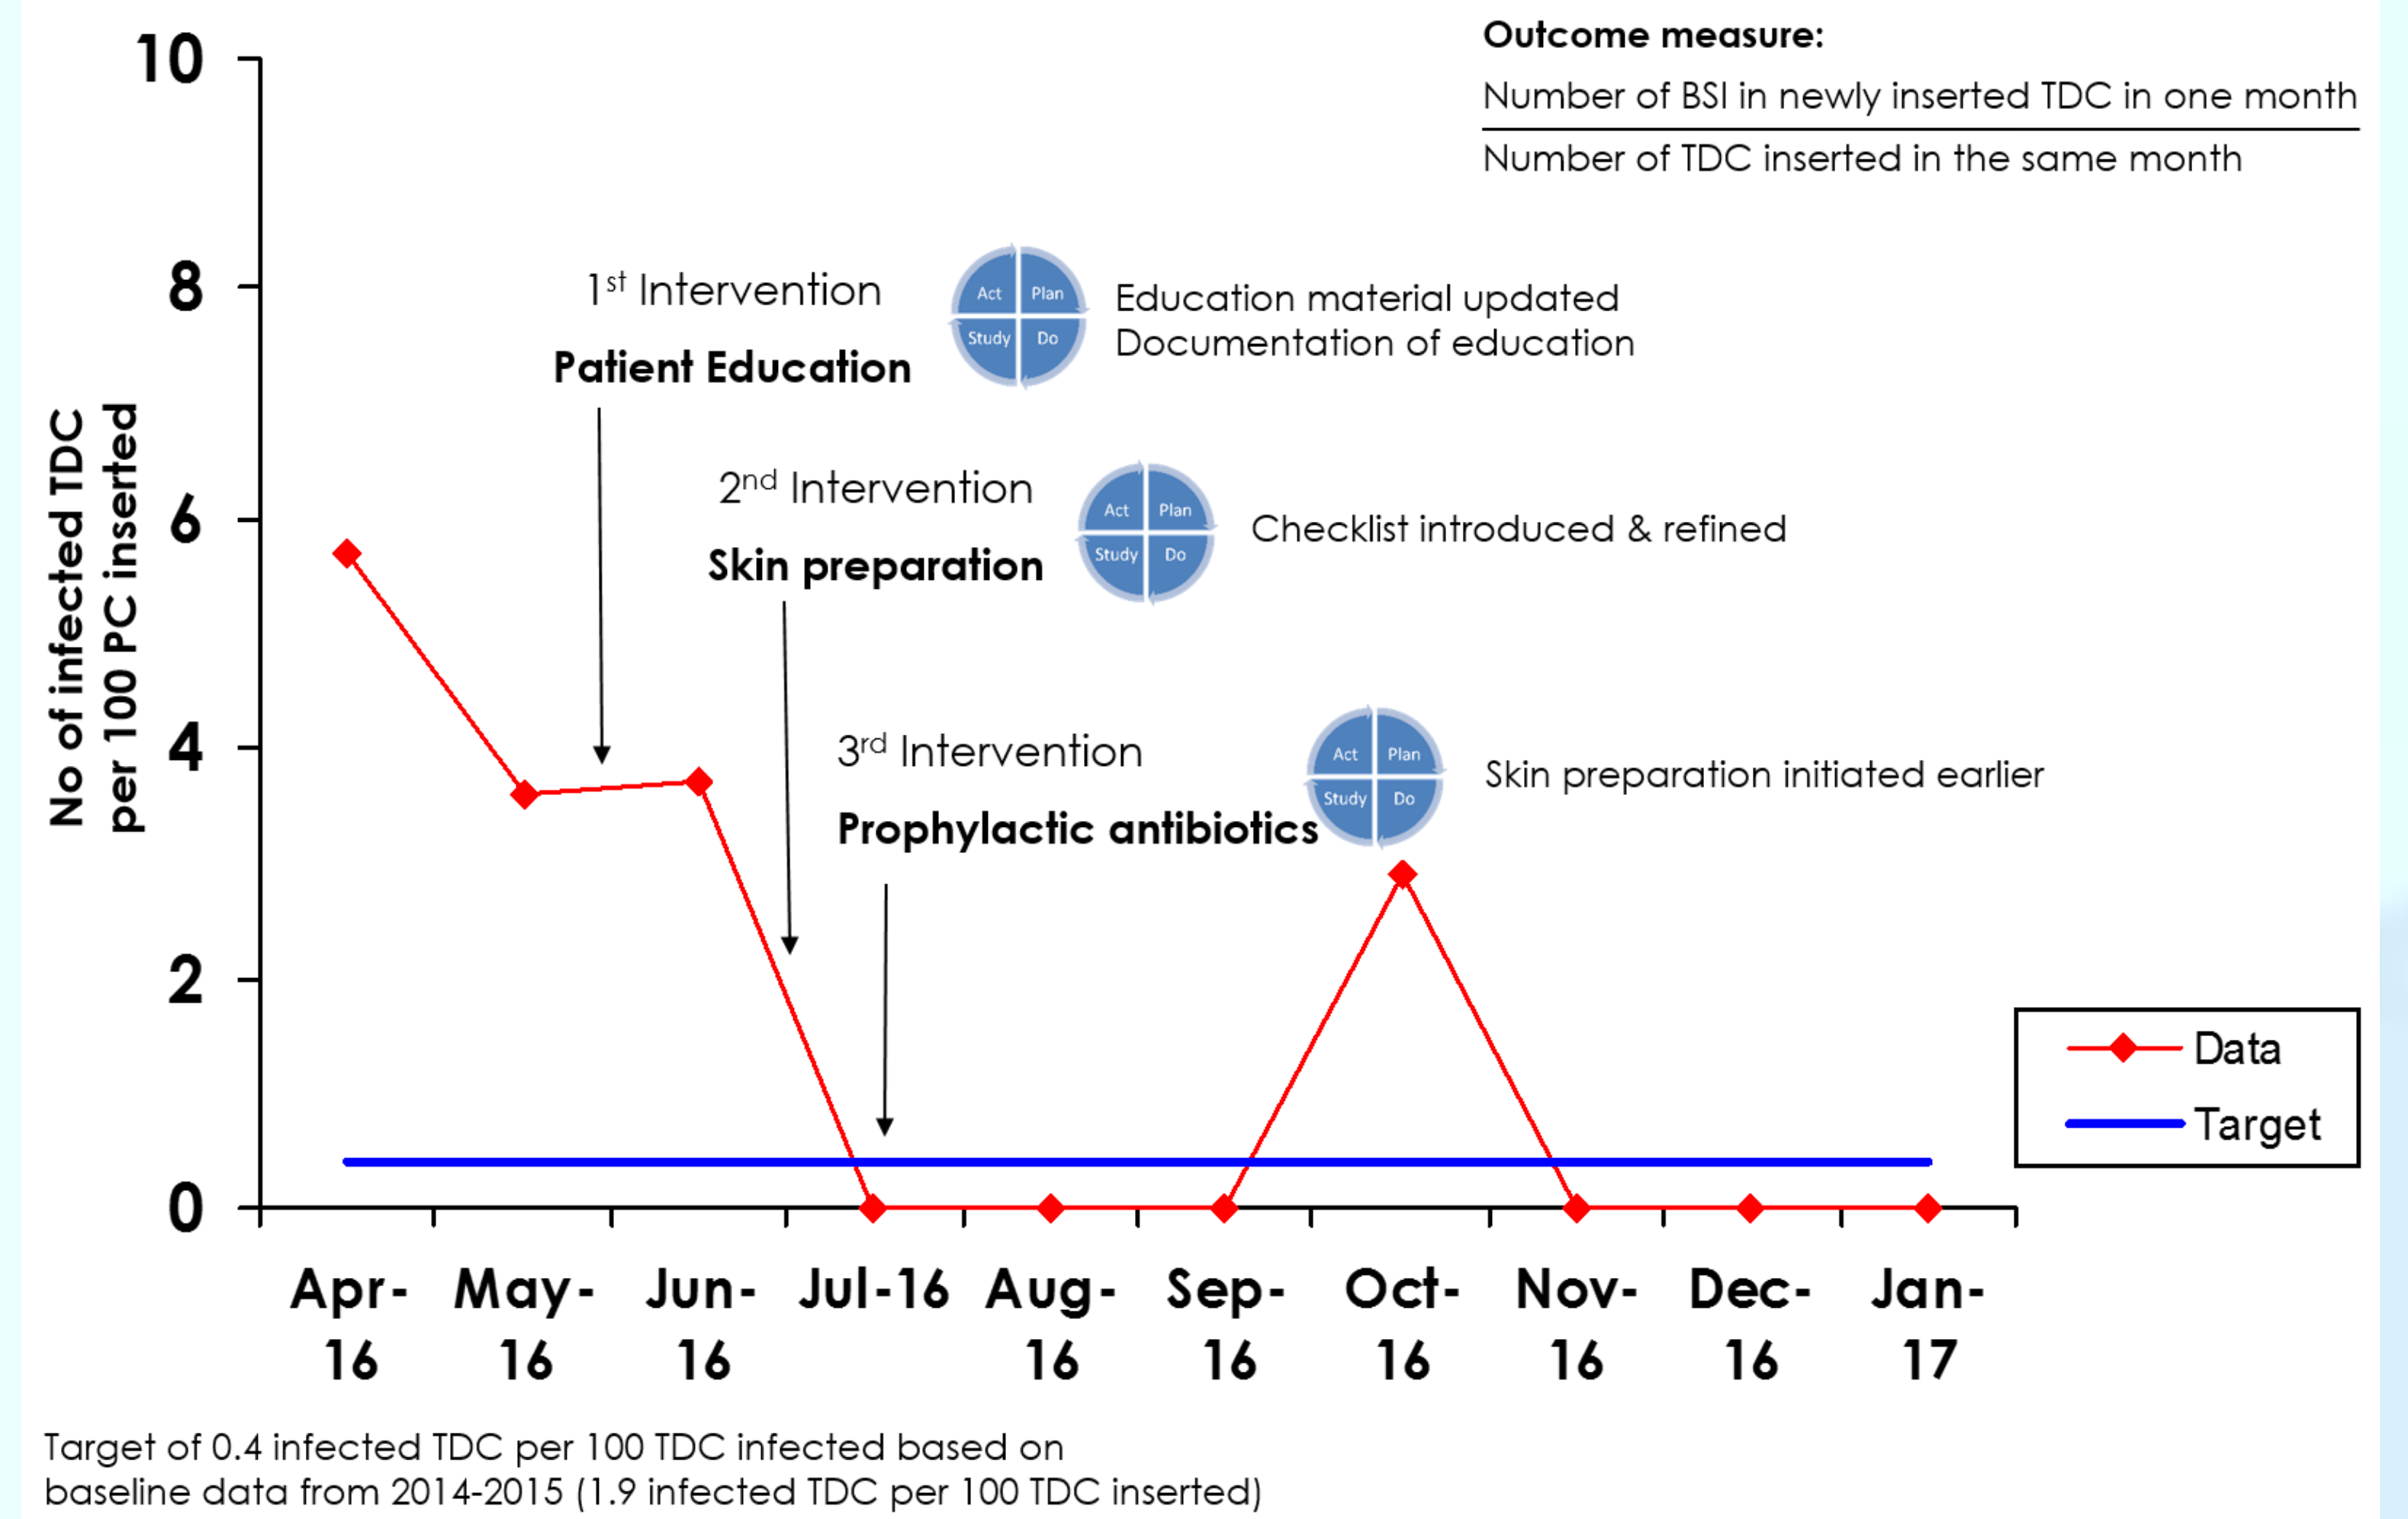 Outcome measure:
Number of BSI in newly inserted TDC in one month
Number of TDC inserted in the same month
10
8
6
4
2
0
No of infected TDC
per 100 PC inserted
1st Intervention
Patient Education
Act
Plan
Study
Do
Education material updated
Documentation of education
2nd Intervention
Skin preparation
Act
Plan
Study
Do
Checklist introduced & refined
3rd Intervention
Prophylactic antibiotics
Act
Plan
Study
Do
Skin preparation initiated earlier
Data
Target
Apr-
16
May-
16
Jun-
16
Jul-16
Aug-
16
Sep-
16
Oct-
16
Nov-
16
Dec-
16
Jan-
17
Target of 0.4 infected TDC per 100 TDC infected based on
baseline data from 2014-2015 (1.9 infected TDC per 100 TDC inserted)